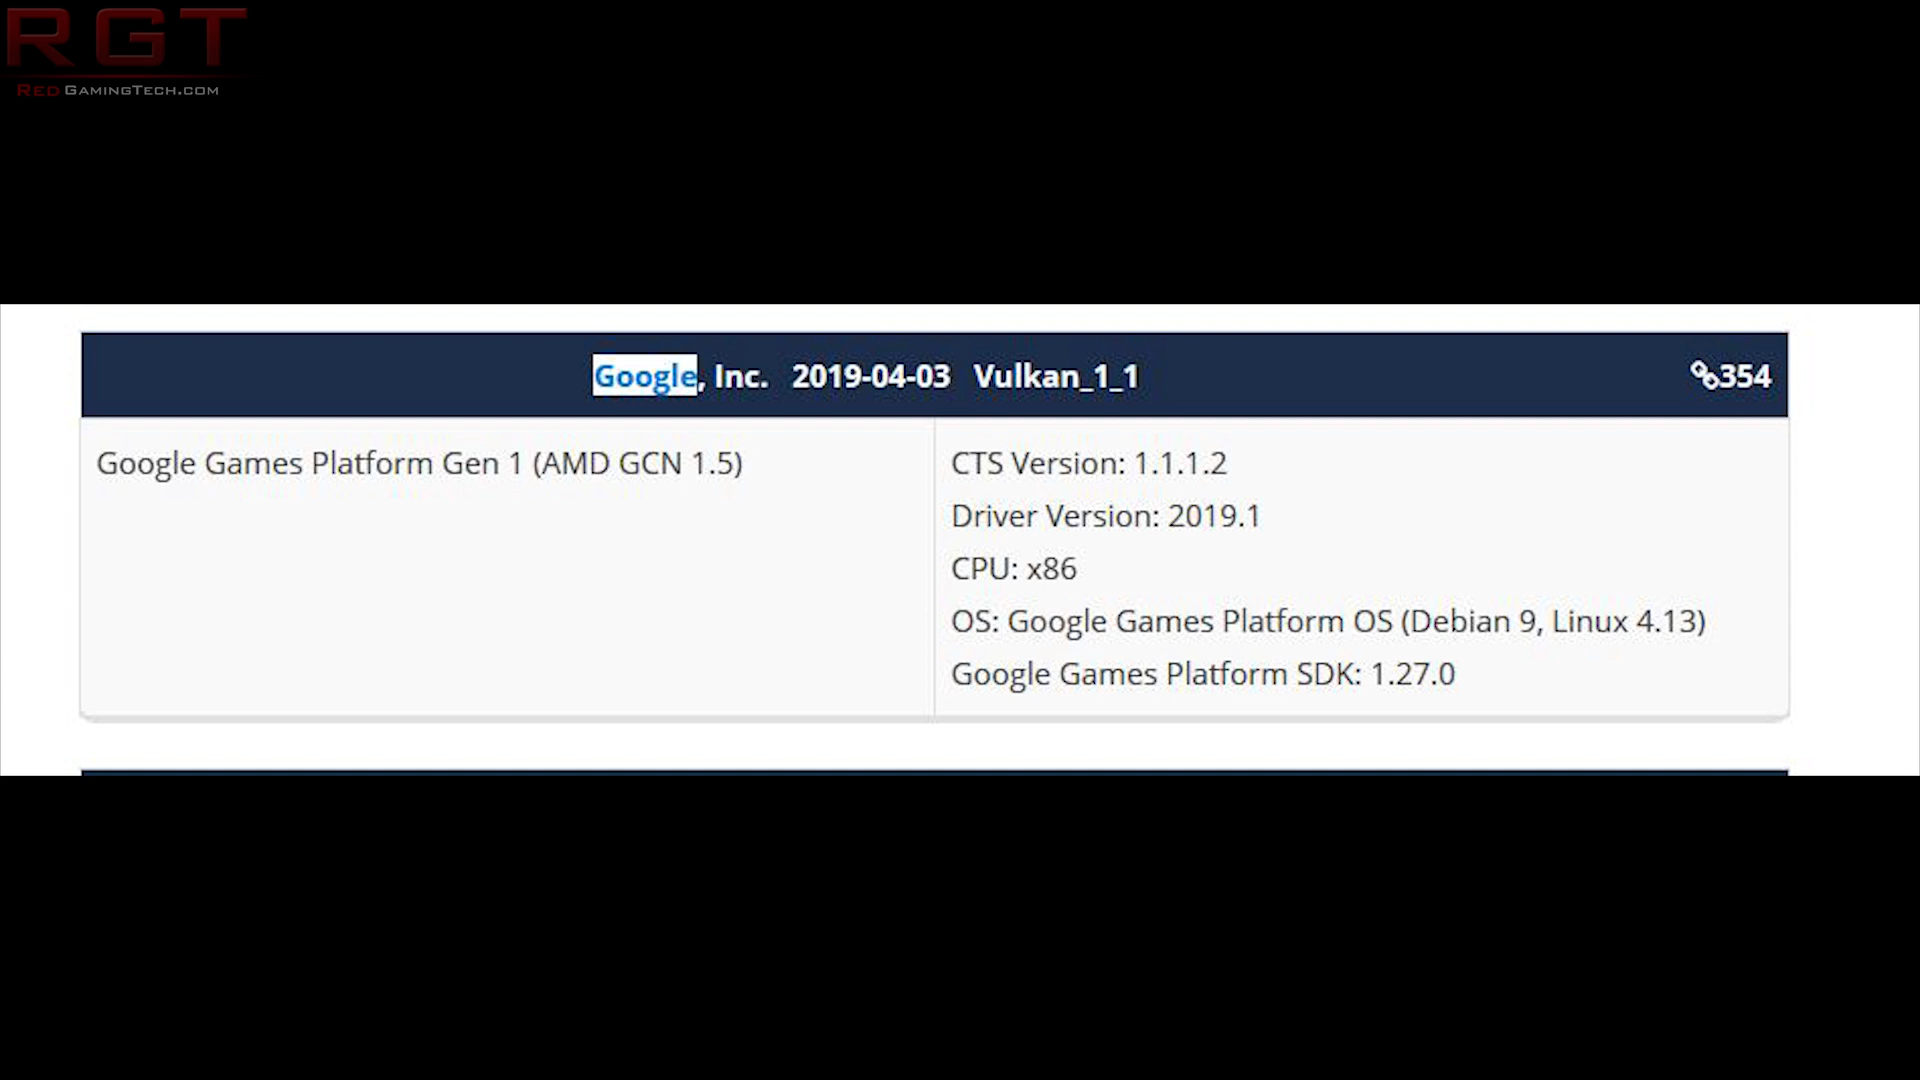 RGT
RedGamingTech.com
Google, Inc. 2019-04-03 Vulkan_1_1 354
Google Games Platform Gen 1 (AMD GCN 1.5)
CTS Version: 1.1.1.2
Driver Version: 2019.1
CPU: x86
OS: Google Games Platform OS (Debian 9, Linux 4.13)
Google Games Platform SDK: 1.27.0